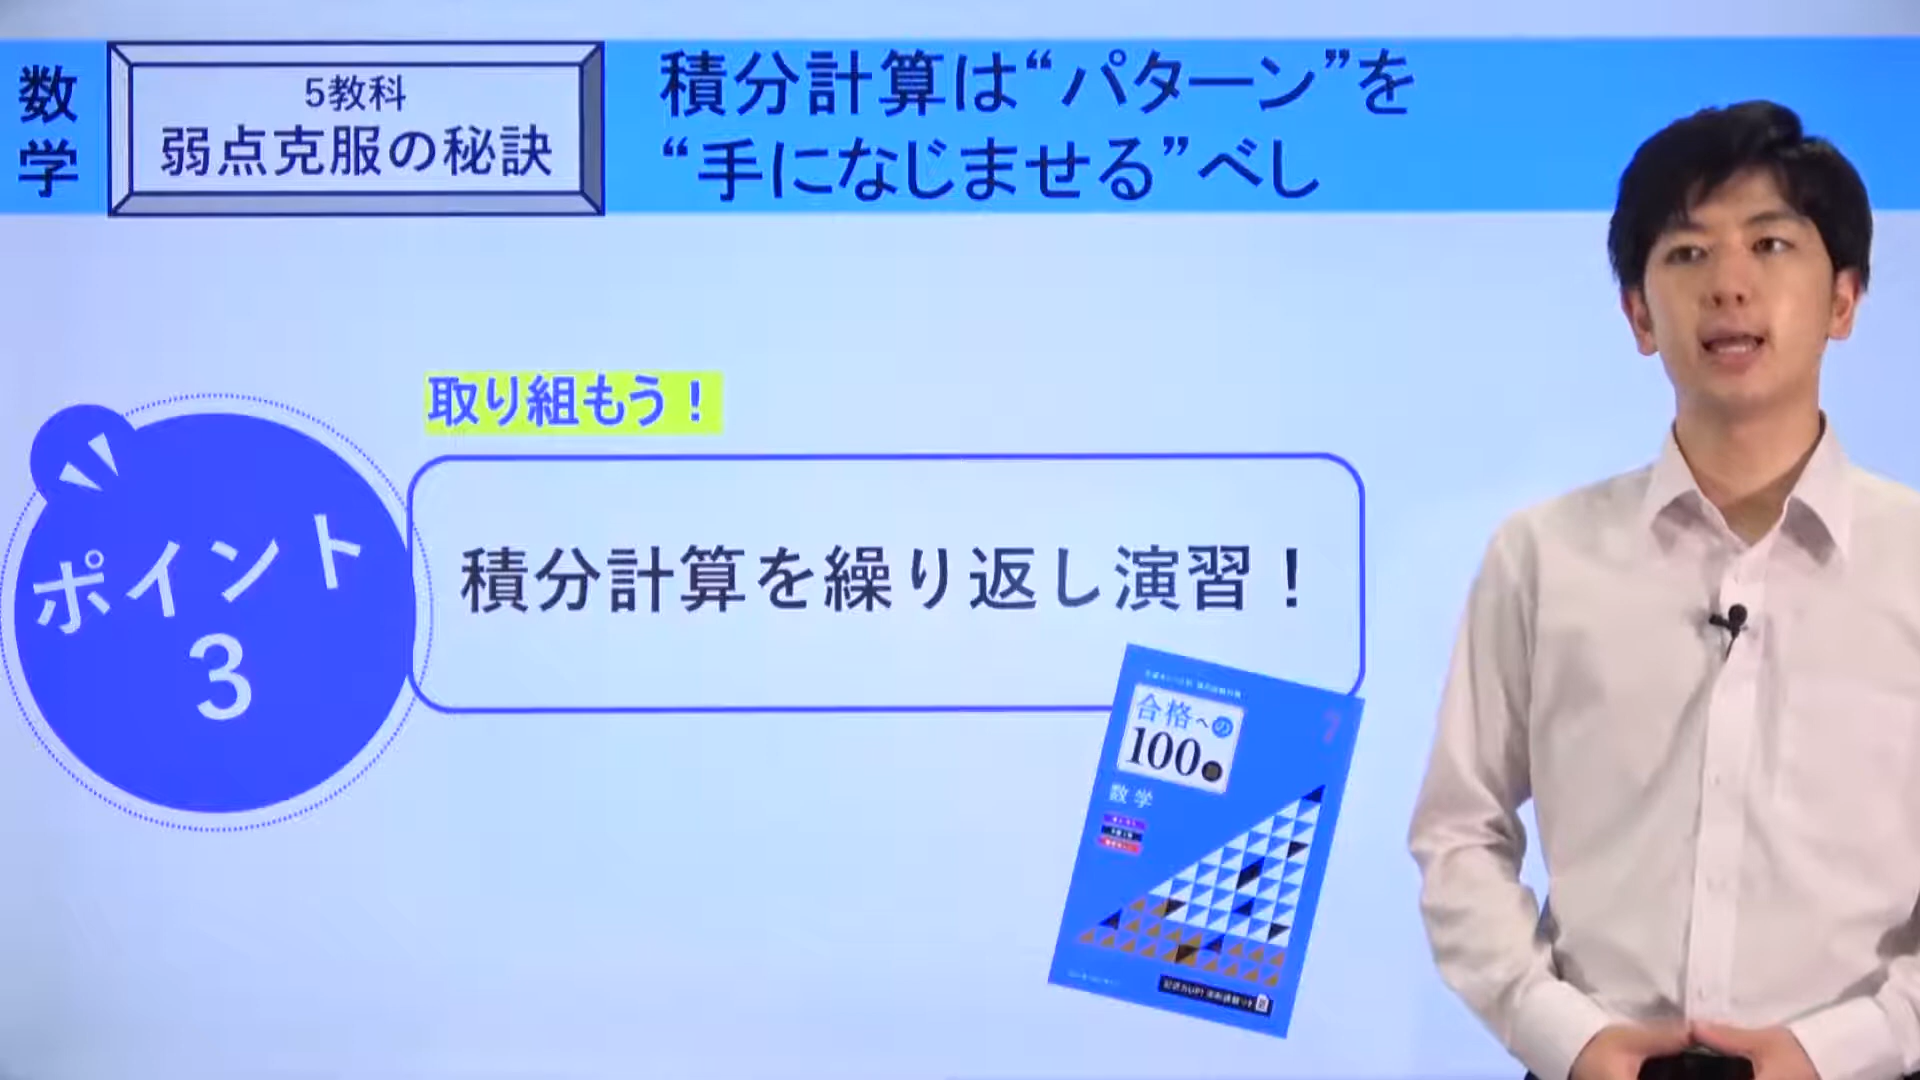 数学
5教科
弱点克服の秘訣
積分計算は“パターン”を
“手になじませる”べし
取り組もう！
ポイント
3
積分計算を繰り返し演習！
合格への
100
数学